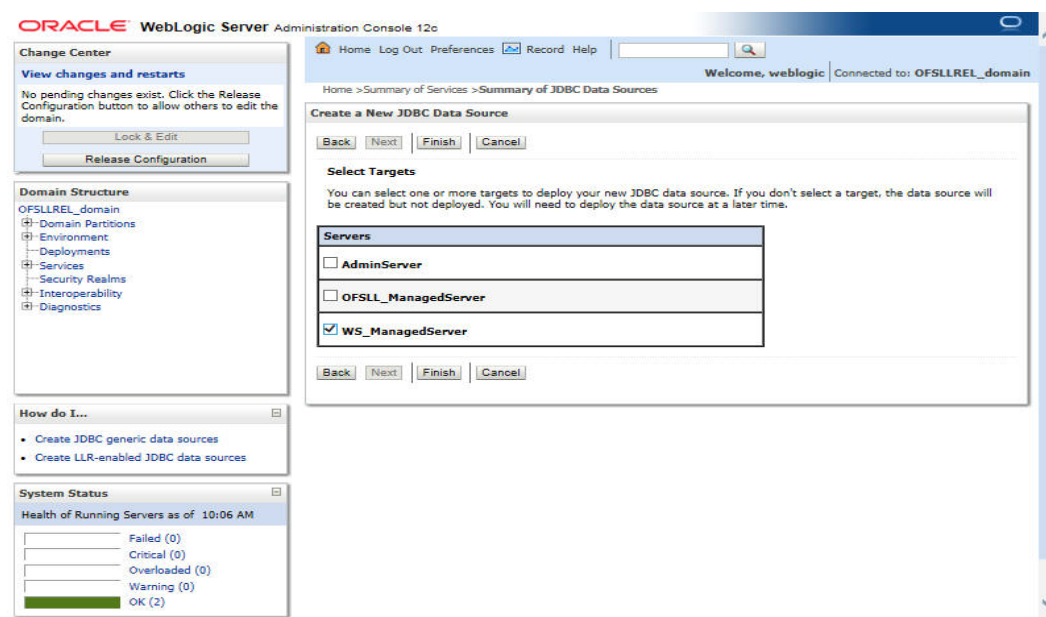 ORACLE WebLogic Server Administration Console 12c
Change Center
View changes and restarts
No pending changes exist. Click the Release
Configuration button to allow others to edit the
domain.
Lock & Edit
Release Configuration
Domain Structure
OFSLLREL_domain
Domain Partitions
Environment
Deployments
Services
Security Realms
Interoperability
Diagnostics
How do I...
Create JDBC generic data sources
Create LLR-enabled JDBC data sources
System Status
Health of Running Servers as of 10:06 AM
Failed (0)
Critical (0)
Overloaded (0)
Warning (0)
OK (2)
Home Log Out Preferences Record Help
Welcome, weblogic Connected to: OFSLLREL_domain
Home >Summary of Services >Summary of JDBC Data Sources
Create a New JDBC Data Source
Back Next Finish Cancel
Select Targets
You can select one or more targets to deploy your new JDBC data source. If you don't select a target, the data source will
be created but not deployed. You will need to deploy the data source at a later time.
Servers
AdminServer
OFSLL_ManagedServer
WS_ManagedServer
Back Next Finish Cancel